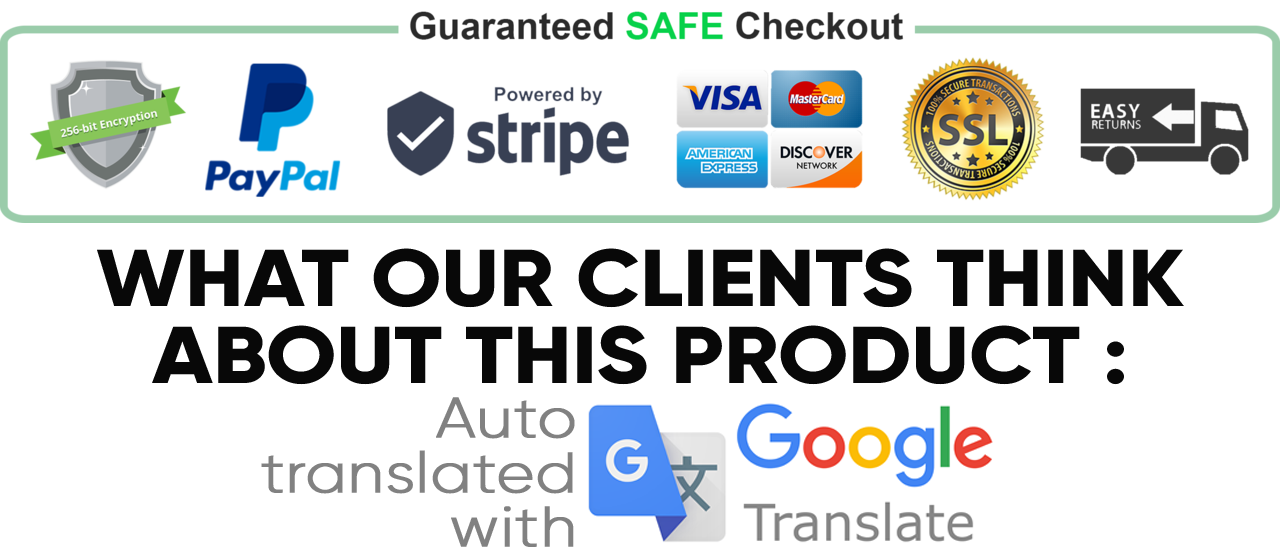 Guaranteed SAFE Checkout
256-bit Encryption
PayPal
Powered by
stripe
VISA
MasterCard
AMERICAN
EXPRESS
DISCOVER
NETWORK
100% SECURE TRANSACTIONS
SSL
100% SECURE TRANSACTIONS
EASY
RETURNS
WHAT OUR CLIENTS THINK
ABOUT THIS PRODUCT :
Auto
translated
with
G
文
Google
Translate